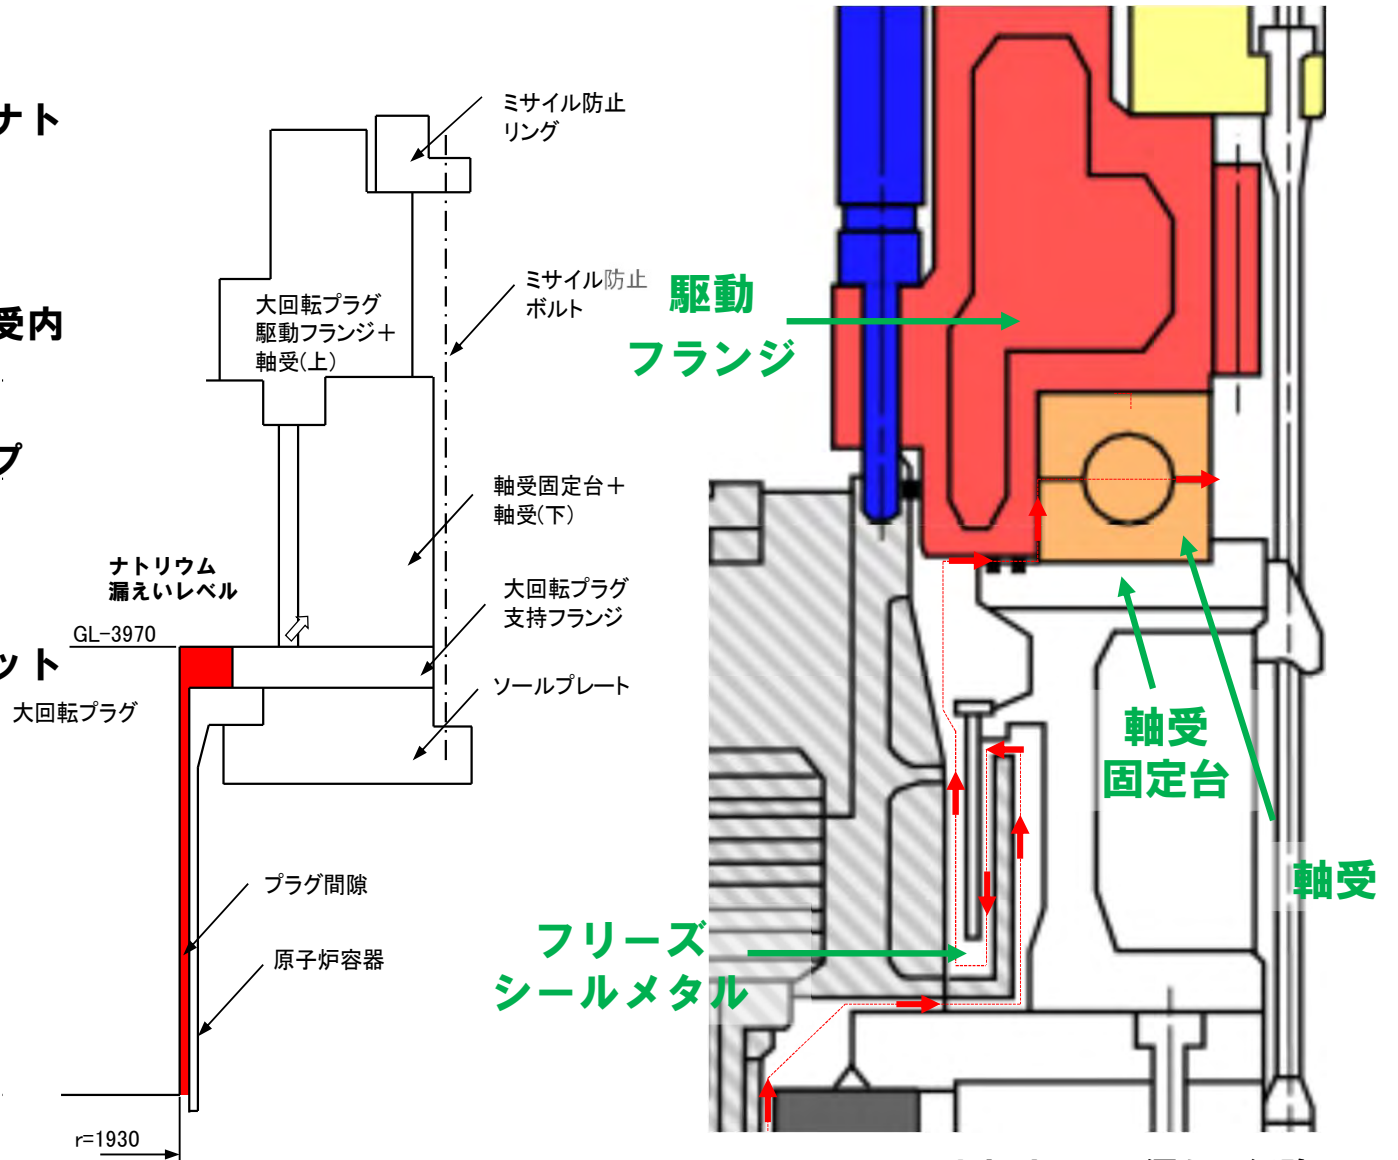 ナト
受内
プ
ット
ミサイル防止
リング
ミサイル防止
ボルト
大回転プラグ
駆動フランジ＋
軸受(上)
軸受固定台＋
軸受(下)
ナトリウム
漏えいレベル
大回転プラグ
支持フランジ
GL-3970
ソールプレート
大回転プラグ
プラグ間隙
原子炉容器
r=1930
駆動
フランジ
軸受
固定台
軸受
フリーズ
シールメタル